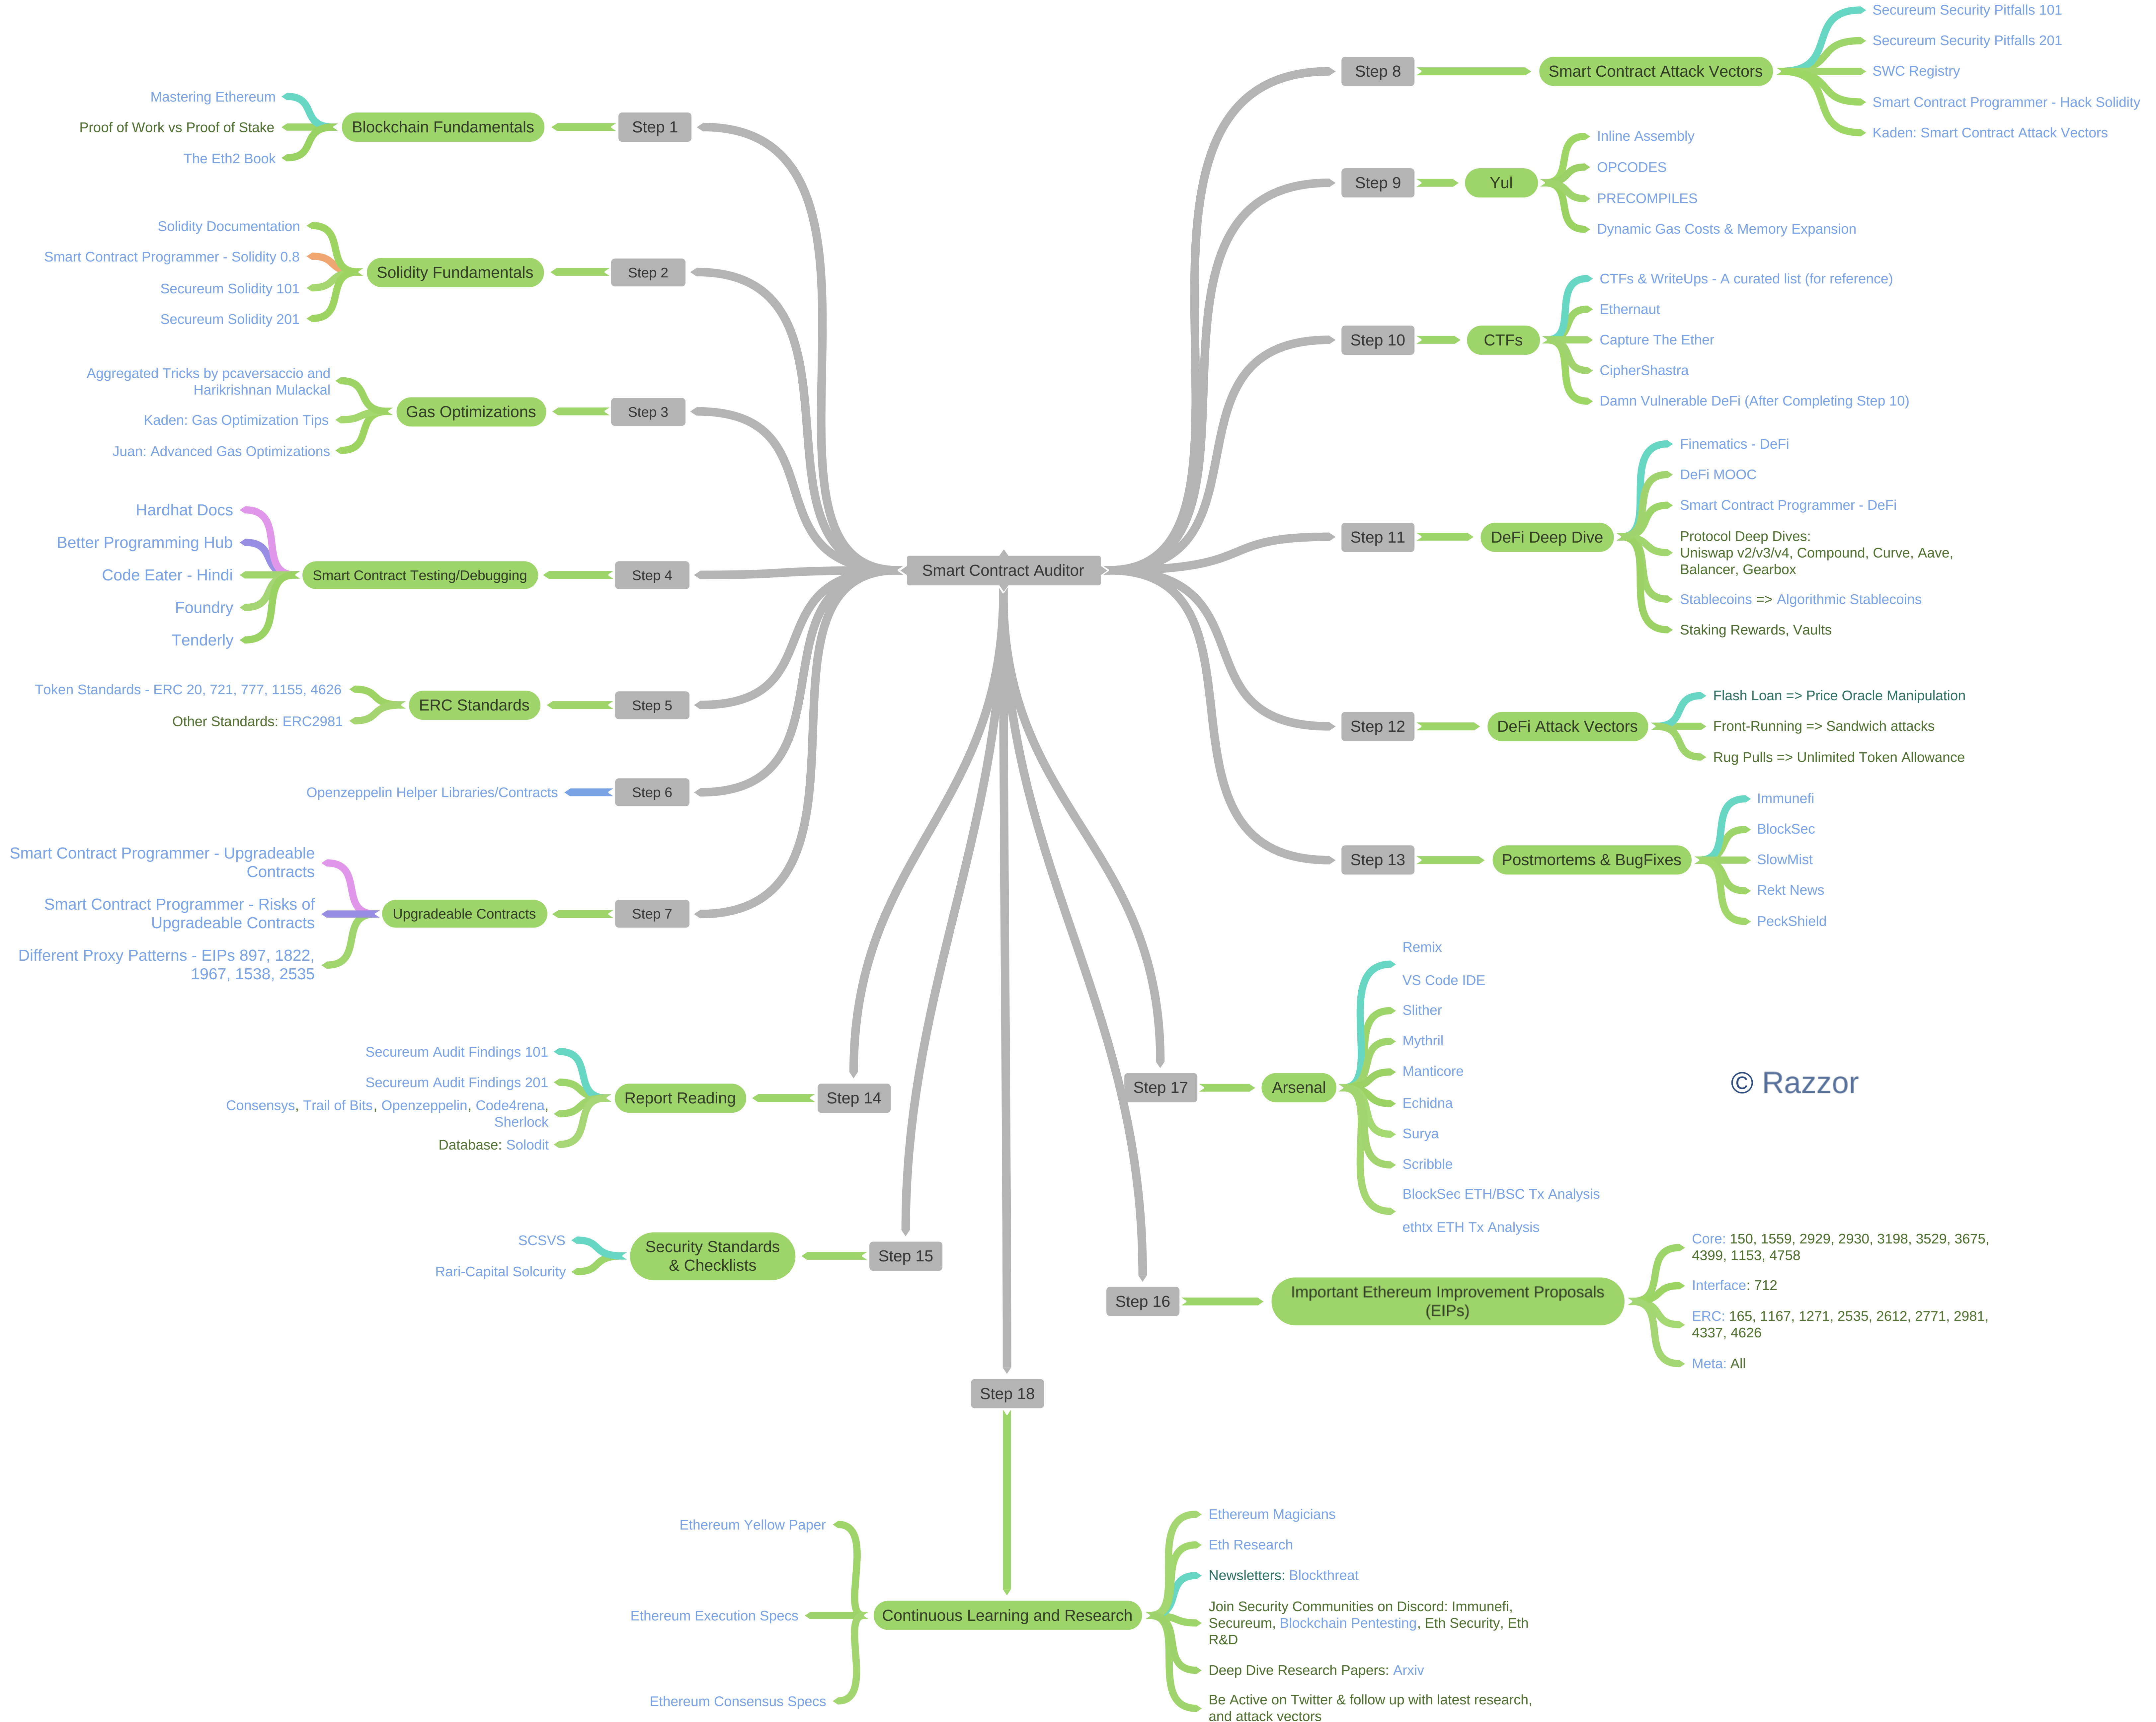 Smart Contract Auditor
Step 1
Blockchain Fundamentals
Mastering Ethereum
Proof of Work vs Proof of Stake
The Eth2 Book
Step 2
Solidity Fundamentals
Solidity Documentation
Smart Contract Programmer - Solidity 0.8
Secureum Solidity 101
Secureum Solidity 201
Step 3
Gas Optimizations
Aggregated Tricks by pcaversaccio and
Harikrishnan Mulackal
Kaden: Gas Optimization Tips
Juan: Advanced Gas Optimizations
Step 4
Smart Contract Testing/Debugging
Hardhat Docs
Better Programming Hub
Code Eater - Hindi
Foundry
Tenderly
Step 5
ERC Standards
Token Standards - ERC 20, 721, 777, 1155, 4626
Other Standards: ERC2981
Step 6
Openzeppelin Helper Libraries/Contracts
Step 7
Upgradeable Contracts
Smart Contract Programmer - Upgradeable
Contracts
Smart Contract Programmer - Risks of
Upgradeable Contracts
Different Proxy Patterns - EIPs 897, 1822,
1967, 1538, 2535
Step 8
Smart Contract Attack Vectors
Secureum Security Pitfalls 101
Secureum Security Pitfalls 201
SWC Registry
Smart Contract Programmer - Hack Solidity
Kaden: Smart Contract Attack Vectors
Step 9
Yul
Inline Assembly
OPCODES
PRECOMPILES
Dynamic Gas Costs & Memory Expansion
Step 10
CTFs
CTFs & WriteUps - A curated list (for reference)
Ethernaut
Capture The Ether
CipherShastra
Damn Vulnerable DeFi (After Completing Step 10)
Step 11
DeFi Deep Dive
Finematics - DeFi
DeFi MOOC
Smart Contract Programmer - DeFi
Protocol Deep Dives:
Uniswap v2/v3/v4, Compound, Curve, Aave,
Balancer, Gearbox
Stablecoins => Algorithmic Stablecoins
Staking Rewards, Vaults
Step 12
DeFi Attack Vectors
Flash Loan => Price Oracle Manipulation
Front-Running => Sandwich attacks
Rug Pulls => Unlimited Token Allowance
Step 13
Postmortems & BugFixes
Immunefi
BlockSec
SlowMist
Rekt News
PeckShield
Step 14
Report Reading
Secureum Audit Findings 101
Secureum Audit Findings 201
Consensys, Trail of Bits, Openzeppelin, Code4rena,
Sherlock
Database: Solodit
Step 15
Security Standards
& Checklists
SCSVS
Rari-Capital Solcurity
Step 17
Arsenal
Remix
VS Code IDE
Slither
Mythril
Manticore
Echidna
Surya
Scribble
BlockSec ETH/BSC Tx Analysis
ethtx ETH Tx Analysis
© Razzor
Step 16
Important Ethereum Improvement Proposals
(EIPs)
Core: 150, 1559, 2929, 2930, 3198, 3529, 3675,
4399, 1153, 4758
Interface: 712
ERC: 165, 1167, 1271, 2535, 2612, 2771, 2981,
4337, 4626
Meta: All
Step 18
Continuous Learning and Research
Ethereum Yellow Paper
Ethereum Execution Specs
Ethereum Consensus Specs
Ethereum Magicians
Eth Research
Newsletters: Blockthreat
Join Security Communities on Discord: Immunefi,
Secureum, Blockchain Pentesting, Eth Security, Eth
R&D
Deep Dive Research Papers: Arxiv
Be Active on Twitter & follow up with latest research,
and attack vectors